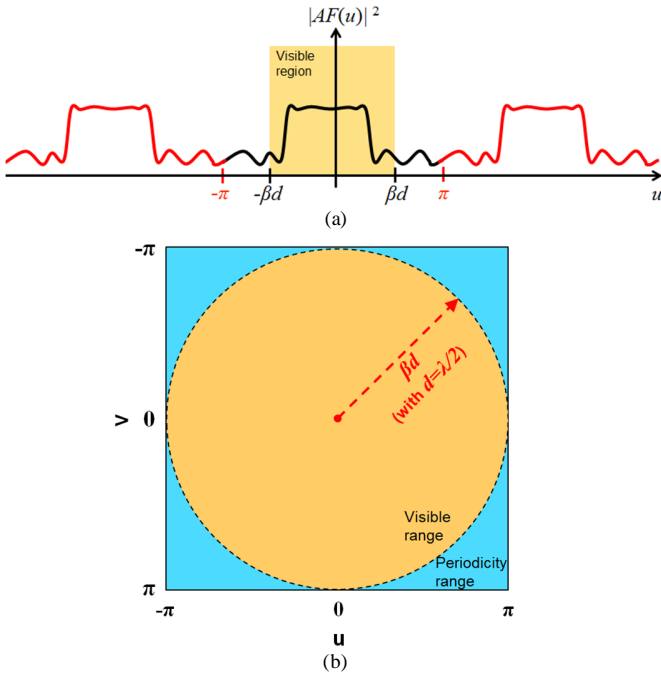 |AF(u)| 2
Visible
region
-π
-βd
βd
π
u
(a)
-π
v
0
π
βd
(with d=λ/2)
Visible
range
Periodicity
range
-π
0
π
u
(b)